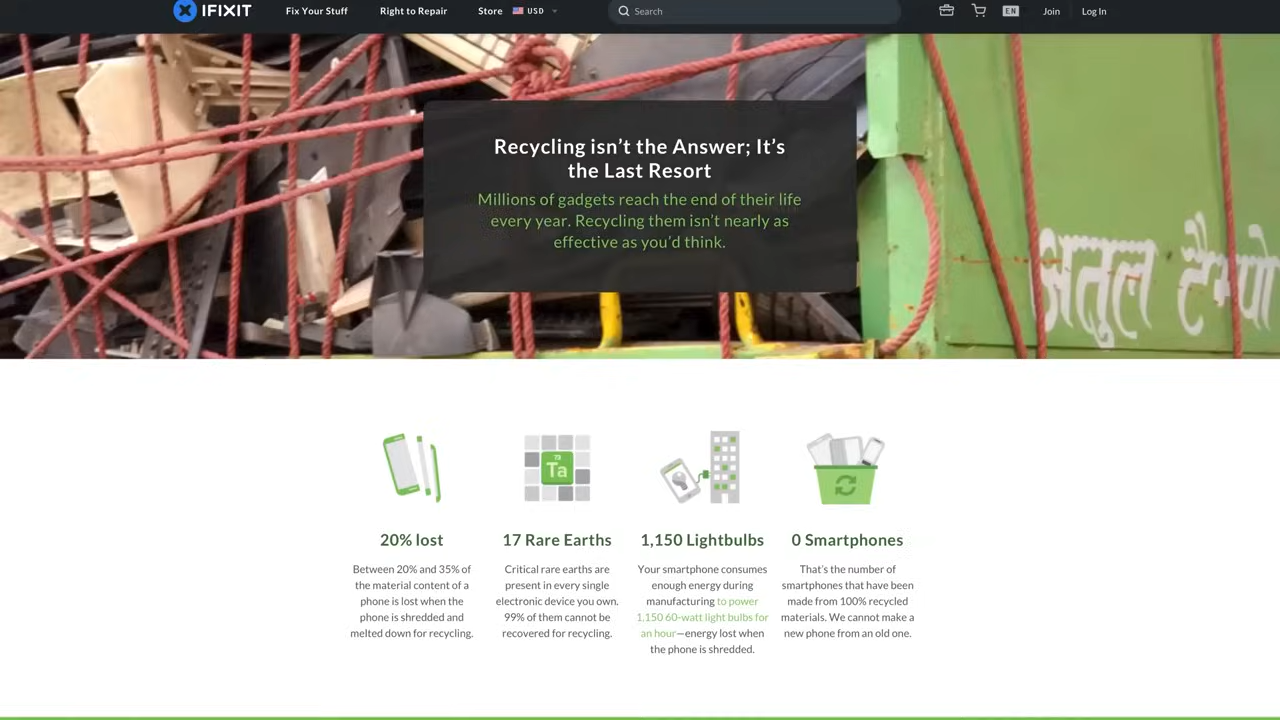 IFIXIT
Fix Your Stuff
Right to Repair
Store
USD
Search
EN
Join
Log In
Recycling isn’t the Answer; It’s
the Last Resort
Millions of gadgets reach the end of their life
every year. Recycling them isn’t nearly as
effective as you’d think.
अतुल टैम्पो
73
Ta
20% lost
Between 20% and 35% of
the material content of a
phone is lost when the
phone is shredded and
melted down for recycling.
17 Rare Earths
Critical rare earths are
present in every single
electronic device you own.
99% of them cannot be
recovered for recycling.
1,150 Lightbulbs
Your smartphone consumes
enough energy during
manufacturing to power
1,150 60-watt light bulbs for
an hour—energy lost when
the phone is shredded.
0 Smartphones
That’s the number of
smartphones that have been
made from 100% recycled
materials. We cannot make a
new phone from an old one.